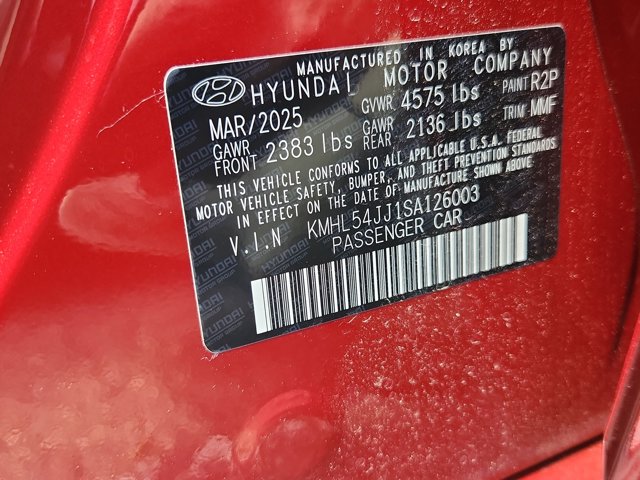 MANUFACTURED IN KOREA BY
HYUNDAI MOTOR COMPANY
MAR/2025 GVWR 4575 lbs PAINT R2P
GAWR FRONT 2383 lbs GAWR REAR 2136 lbs TRIM MMF
THIS VEHICLE CONFORMS TO ALL APPLICABLE U.S.A. FEDERAL
MOTOR VEHICLE SAFETY, BUMPER, AND THEFT PREVENTION STANDARDS
IN EFFECT ON THE DATE OF MANUFACTURE SHOWN ABOVE.
V.I.N KMHL54JJ1SA126003
PASSENGER CAR